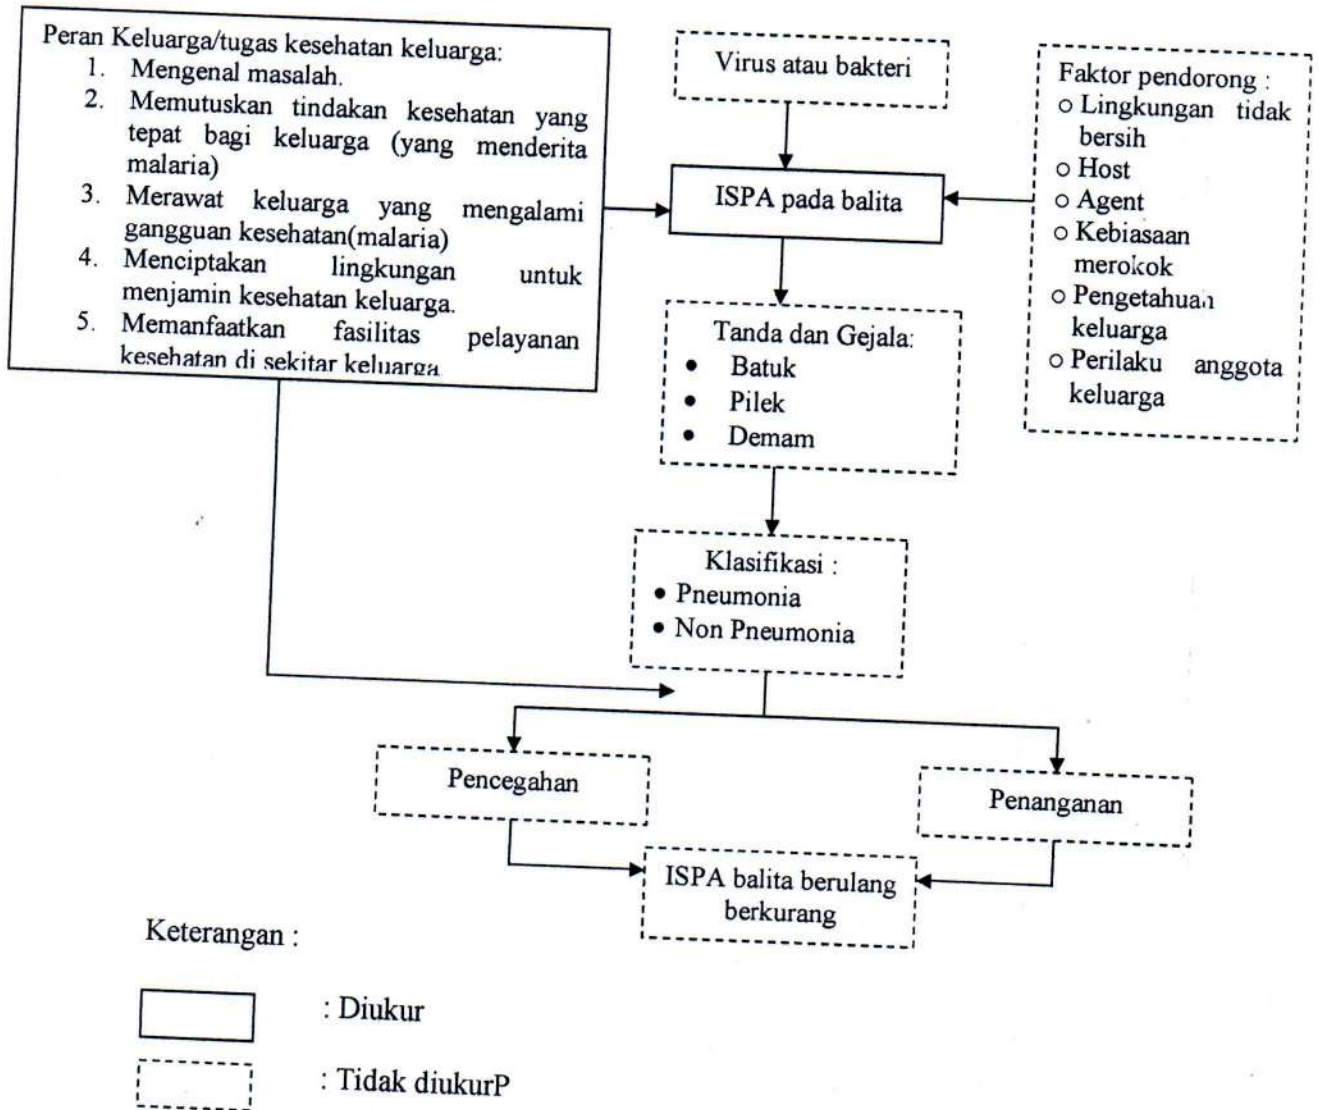 Peran Keluarga/tugas kesehatan keluarga:
1. Mengenal masalah.
2. Memutuskan tindakan kesehatan yang
tepat bagi keluarga (yang menderita
malaria)
3. Merawat keluarga yang mengalami
gangguan kesehatan(malaria)
4. Menciptakan lingkungan untuk
menjamin kesehatan keluarga.
5. Memanfaatkan fasilitas pelayanan
kesehatan di sekitar keluarga.
Virus atau bakteri
ISPA pada balita
Faktor pendorong :
○ Lingkungan tidak
bersih
○ Host
○ Agent
○ Kebiasaan
merokok
○ Pengetahuan
keluarga
○ Perilaku anggota
keluarga
Tanda dan Gejala:
• Batuk
• Pilek
• Demam
Klasifikasi :
• Pneumonia
• Non Pneumonia
Pencegahan
Penanganan
ISPA balita berulang
berkurang
Keterangan :
: Diukur
: Tidak diukurP